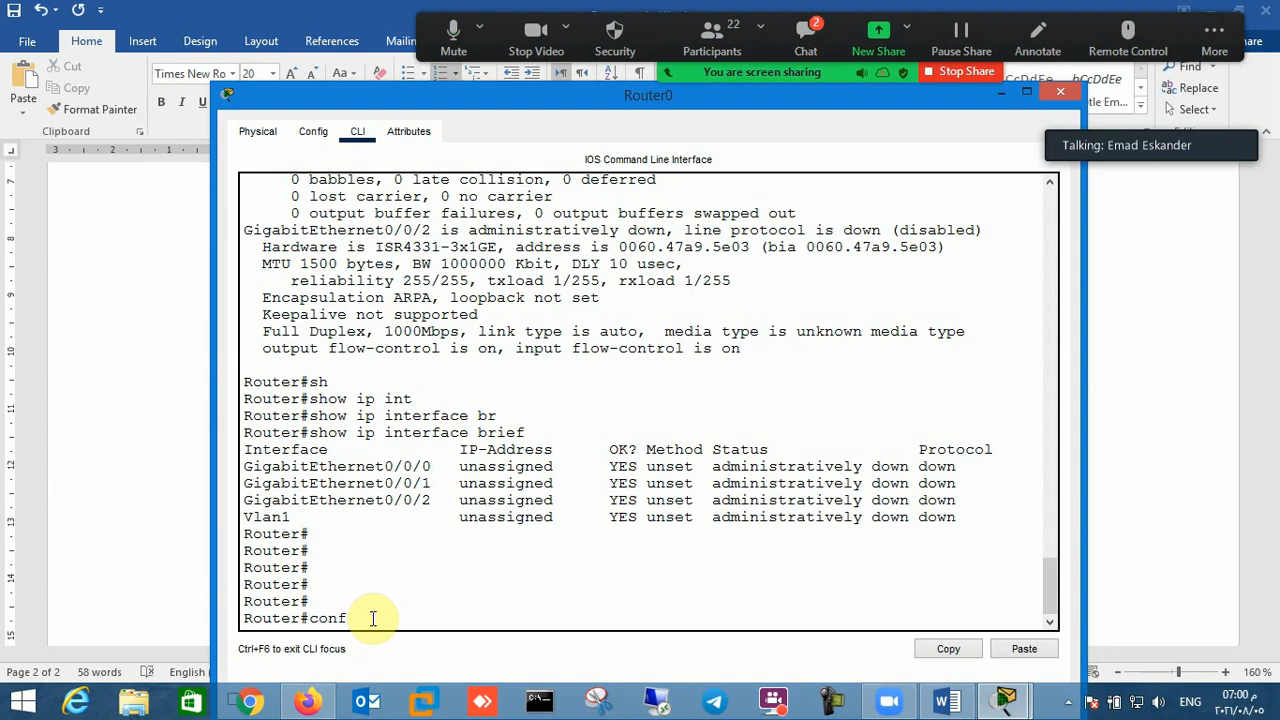 File Home Insert Design Layout References Mailin
Mute Stop Video Security Participants 22 Chat 2 New Share Pause Share Annotate Remote Control More
You are screen sharing Stop Share
Cut
Copy
Format Painter
Paste
Clipboard
Times New Ro 20
B I
Find
Replace
Select
Router0
Physical Config CLI Attributes
Talking: Emad Eskander
IOS Command Line Interface
0 babbles, 0 late collision, 0 deferred
0 lost carrier, 0 no carrier
0 output buffer failures, 0 output buffers swapped out
GigabitEthernet0/0/2 is administratively down, line protocol is down (disabled)
Hardware is ISR4331-3x1GE, address is 0060.47a9.5e03 (bia 0060.47a9.5e03)
MTU 1500 bytes, BW 1000000 Kbit, DLY 10 usec,
reliability 255/255, txload 1/255, rxload 1/255
Encapsulation ARPA, loopback not set
Keepalive not supported
Full Duplex, 1000Mbps, link type is auto, media type is unknown media type
output flow-control is on, input flow-control is on
Router#sh
Router#show ip int
Router#show ip interface br
Router#show ip interface brief
Interface IP-Address OK? Method Status Protocol
GigabitEthernet0/0/0 unassigned YES unset administratively down down
GigabitEthernet0/0/1 unassigned YES unset administratively down down
GigabitEthernet0/0/2 unassigned YES unset administratively down down
Vlan1 unassigned YES unset administratively down down
Router#
Router#
Router#
Router#
Router#
Router#conf
Ctrl+F6 to exit CLI focus
Copy Paste
Page 2 of 2 58 words English 160 %
07:00 م
٢٠٢١/٠٨/٠٥